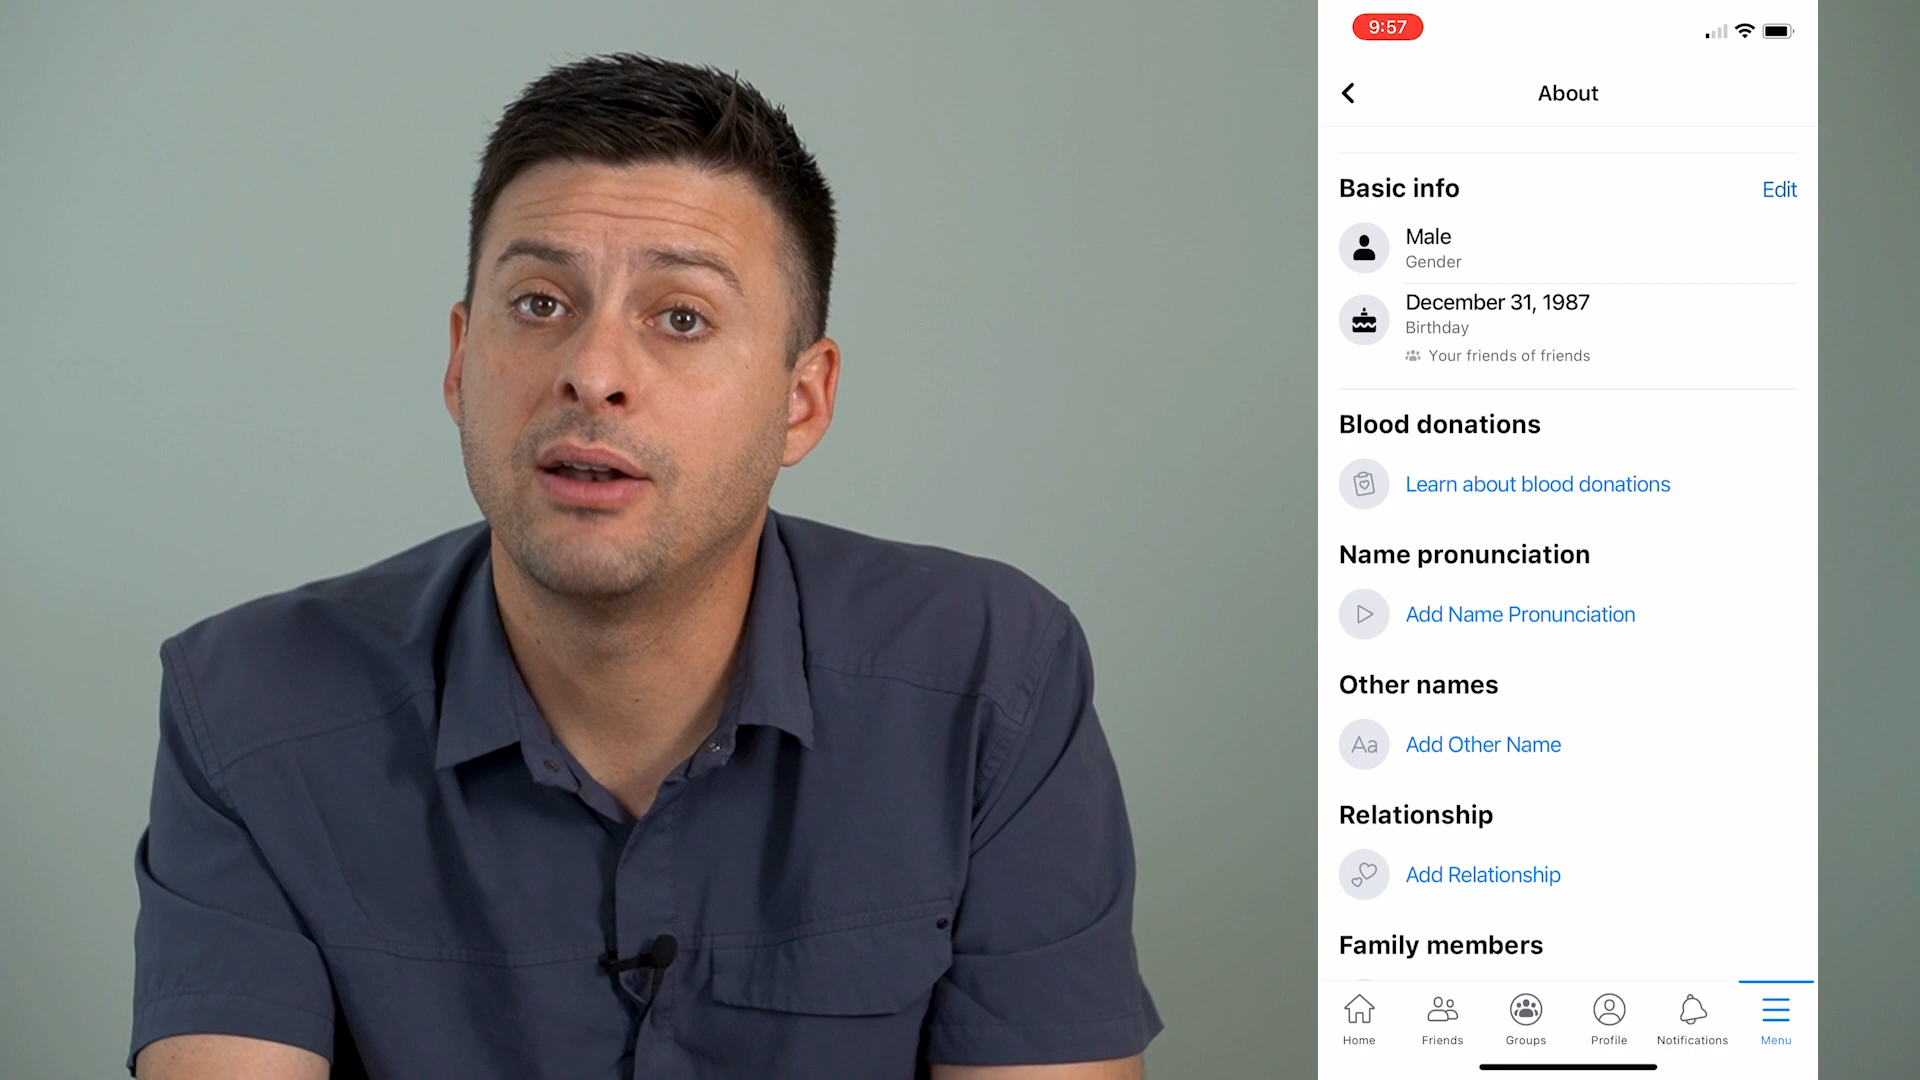 9:57
About
Basic info
Edit
Male
Gender
December 31, 1987
Birthday
Your friends of friends
Blood donations
Learn about blood donations
Name pronunciation
Add Name Pronunciation
Other names
Aa
Add Other Name
Relationship
Add Relationship
Family members
Home
Friends
Groups
Profile
Notifications
Menu